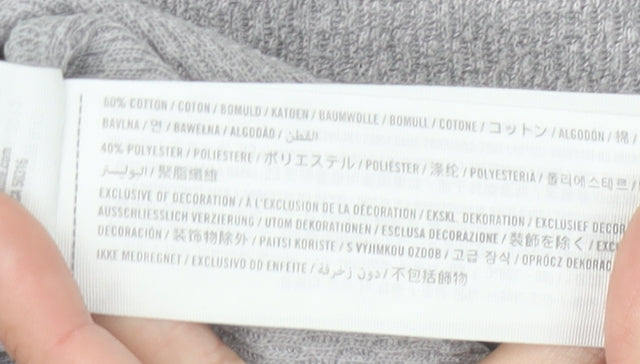 60% COTTON / COTON / BOMULD / KATOEN / BAUMWOLLE / BOMULL / COTONE / コットン / ALGODÓN / 棉 /
BAVLNA / 면 / BAWEŁNA / ALGODÃO / القطن
40% POLYESTER / POLIESTERE / ポリエステル / POLIÉSTER / 涤纶 / POLYESTERIA / 폴리에스테르 /
البوليستر / 聚脂纖維
EXCLUSIVE OF DECORATION / À L'EXCLUSION DE LA DÉCORATION / EKSKL. DEKORATION / EXCLUSIEF DECOR
AUSCHLIESSLICH VERZIERUNG / UTOM DEKORATIONEN / ESCLUSA DECORAZIONE / 装飾を除く / EXC
DECORACIÓN / 装饰物除外 / PAITSI KORISTE / S VÝJIMKOU OZDOB / 고급 장식 / OPRÓCZ DEKORAC
IKKE MEDREGNET / EXCLUSIVO OD ENFEITE / دون زخرفة / 不包括飾物